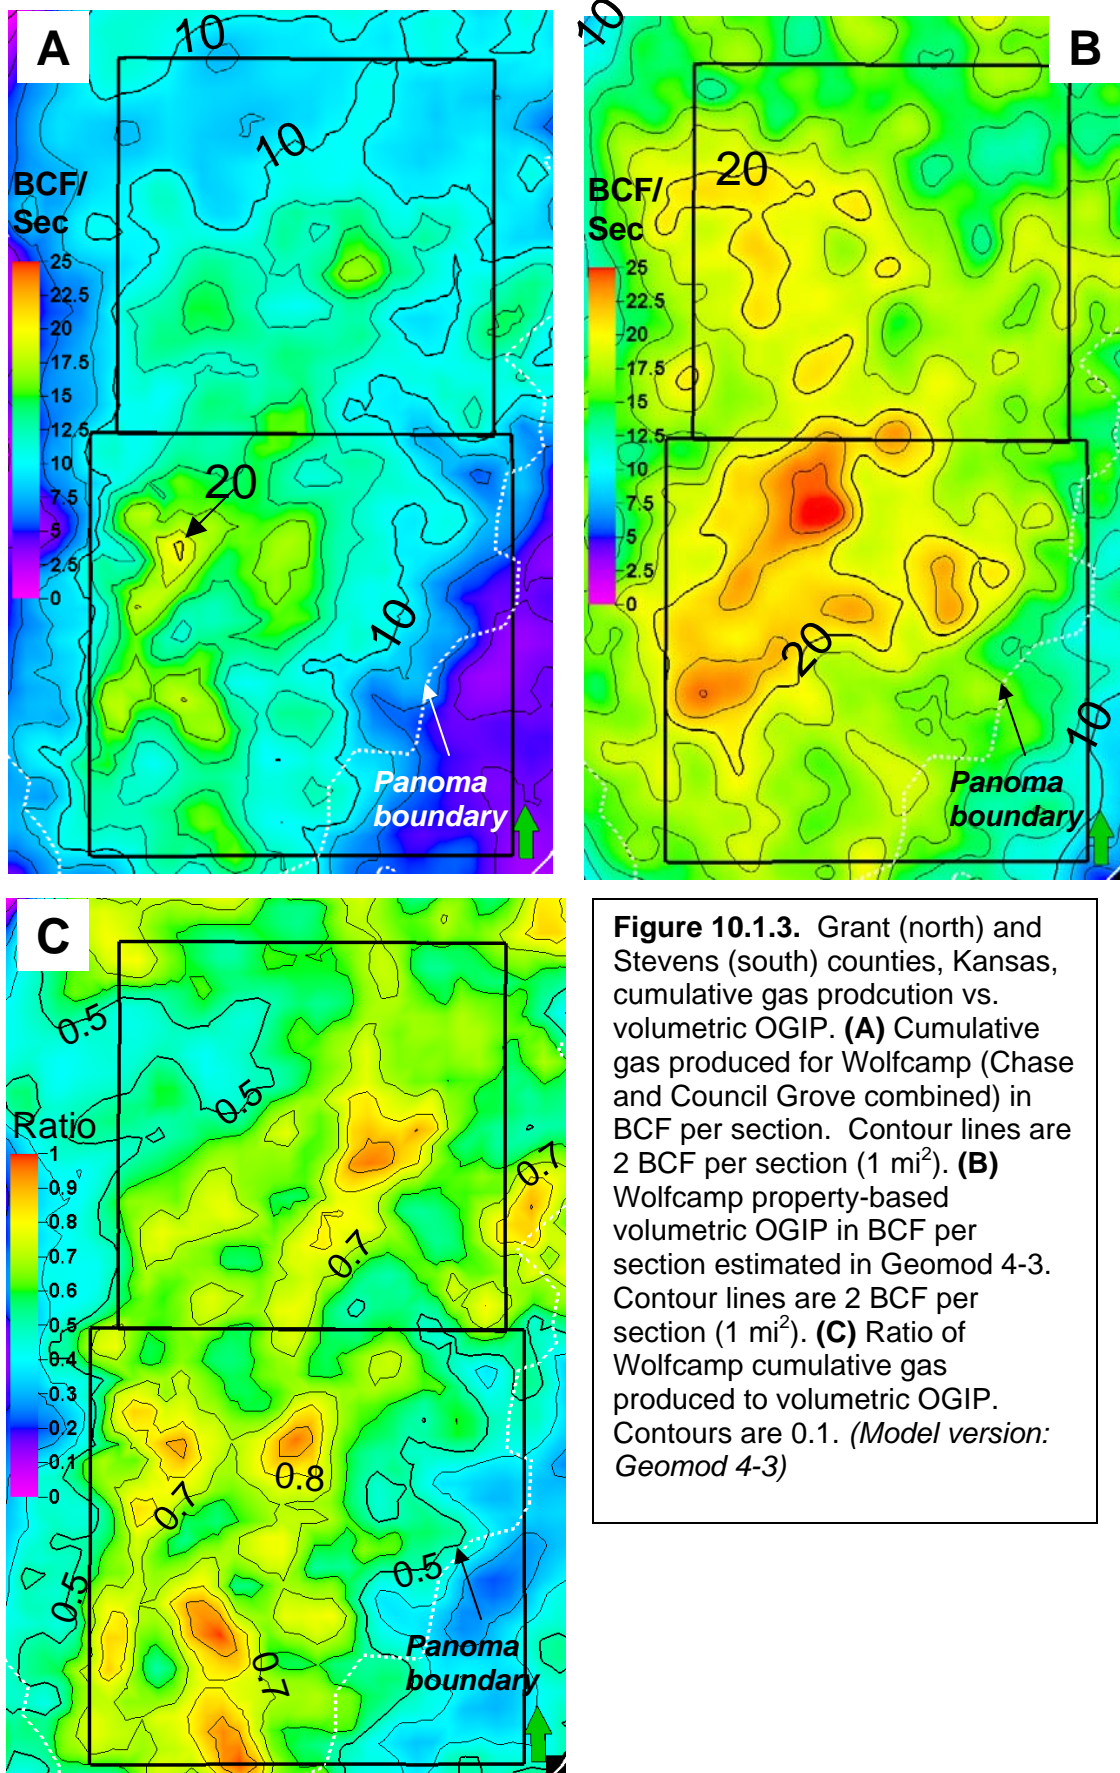 A
10
10
BCF/
Sec
25
22.5
20
17.5
15
12.5
10
7.5
5
2.5
0
20
10
Panoma
boundary
B
10
20
BCF/
Sec
25
22.5
20
17.5
15
12.5
10
7.5
5
2.5
0
20
10
Panoma
boundary
C
0.5
0.5
Ratio
1
0.9
0.8
0.7
0.6
0.5
0.4
0.3
0.2
0.1
0
0.7
0.7
0.8
0.7
0.5
0.5
0.7
Panoma
boundary
Figure 10.1.3. Grant (north) and
Stevens (south) counties, Kansas,
cumulative gas prodcution vs.
volumetric OGIP. (A) Cumulative
gas produced for Wolfcamp (Chase
and Council Grove combined) in
BCF per section. Contour lines are
2 BCF per section (1 mi²). (B)
Wolfcamp property-based
volumetric OGIP in BCF per
section estimated in Geomod 4-3.
Contour lines are 2 BCF per
section (1 mi²). (C) Ratio of
Wolfcamp cumulative gas
produced to volumetric OGIP.
Contours are 0.1. (Model version:
Geomod 4-3)